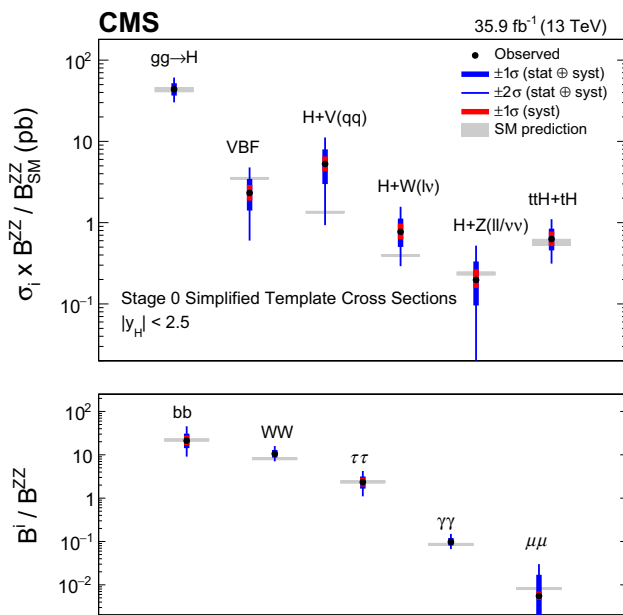 CMS
35.9 fb⁻¹ (13 TeV)
σᵢ x B^ZZ / B^ZZ_SM (pb)
10²
10
1
10⁻¹
gg→H
VBF
H+V(qq)
H+W(lν)
H+Z(ll/νν)
ttH+tH
Observed
±1σ (stat ⊕ syst)
±2σ (stat ⊕ syst)
±1σ (syst)
SM prediction
Stage 0 Simplified Template Cross Sections
|y_H| < 2.5
Bⁱ / B^ZZ
10²
10
1
10⁻¹
10⁻²
bb
WW
ττ
γγ
μμ